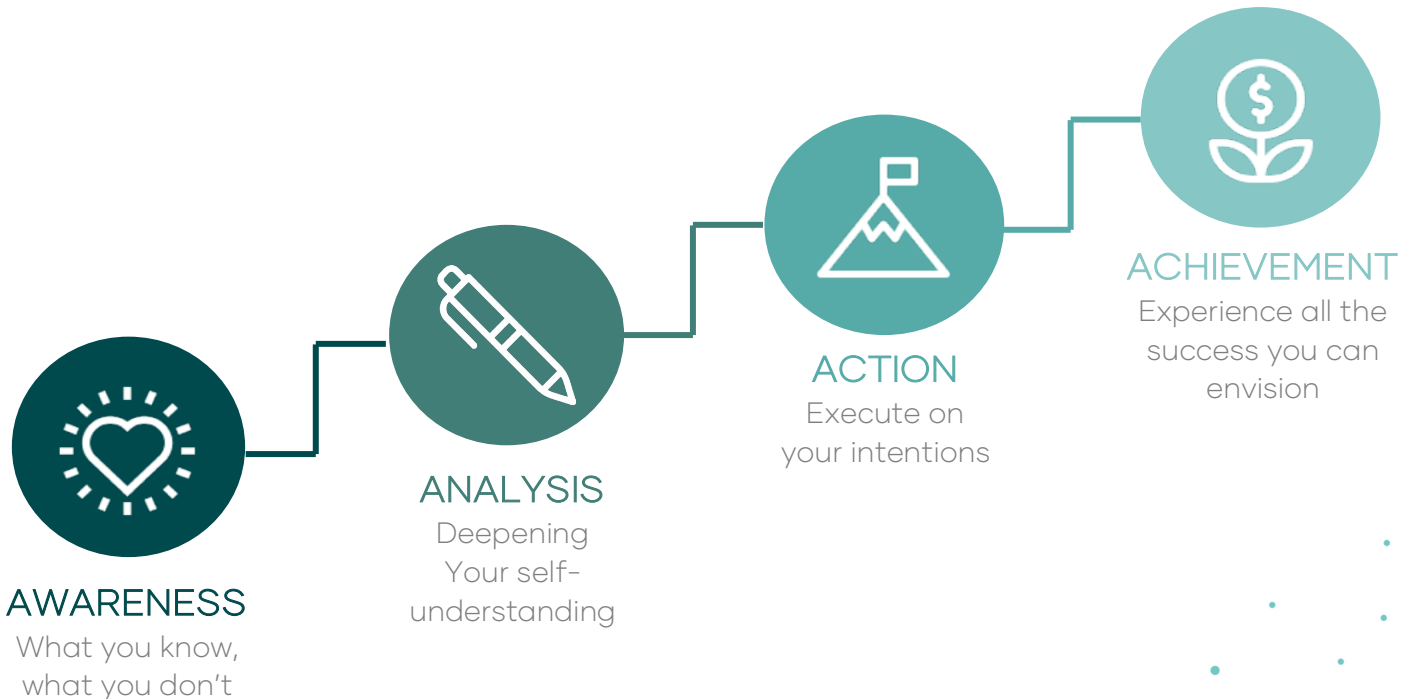 AWARENESS
What you know,
what you don't
ANALYSIS
Deepening
Your self-
understanding
ACTION
Execute on
your intentions
ACHIEVEMENT
Experience all the
success you can
envision
$